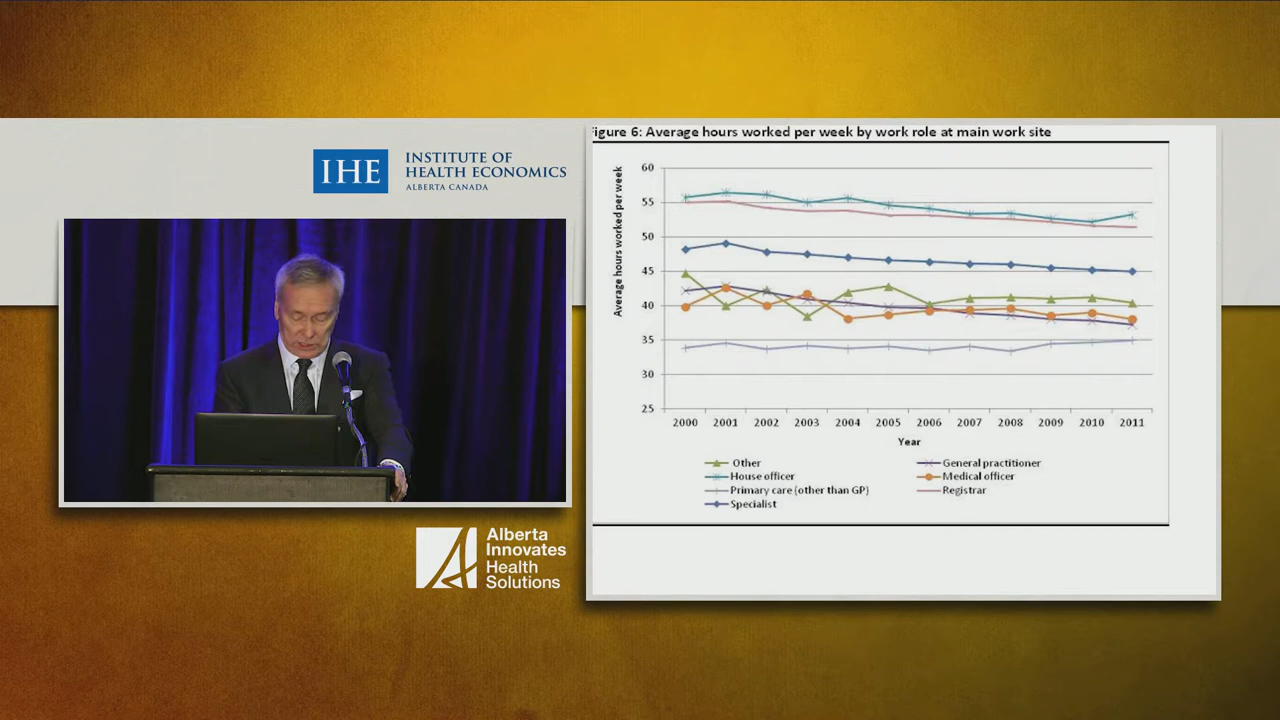 IHE
INSTITUTE OF
HEALTH ECONOMICS
ALBERTA CANADA
Alberta
Innovates
Health
Solutions
igure 6: Average hours worked per week by work role at main work site
Average hours worked per week
60
55
50
45
40
35
30
25
2000 2001 2002 2003 2004 2005 2006 2007 2008 2009 2010 2011
Year
Other
General practitioner
House officer
Medical officer
Primary care (other than GP)
Registrar
Specialist